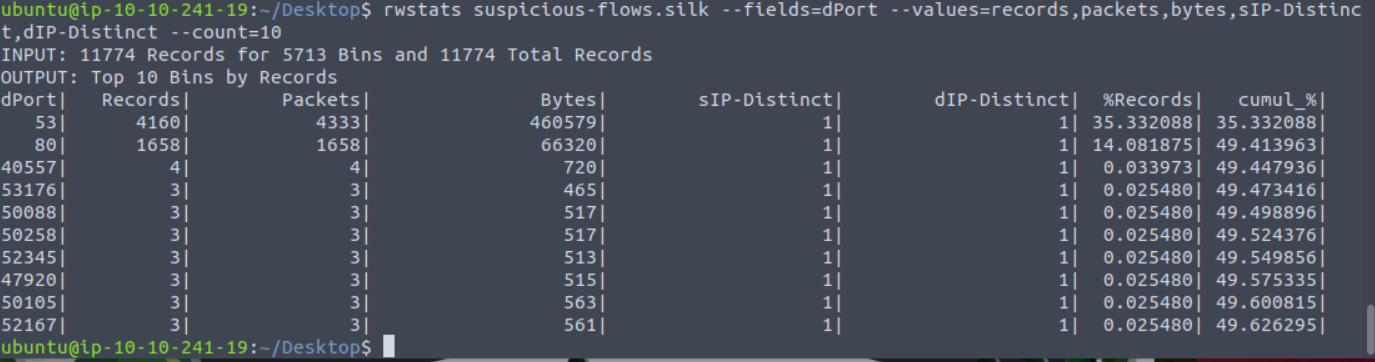 ubuntu@ip-10-10-241-19:~/Desktop$ rwstats suspicious-flows.silk --fields=dPort --values=records,packets,bytes,sIP-Distinc
t,dIP-Distinct --count=10
INPUT: 11774 Records for 5713 Bins and 11774 Total Records
OUTPUT: Top 10 Bins by Records
dPort| Records| Packets| Bytes| sIP-Distinct| dIP-Distinct| %Records| cumul_%|
53| 4160| 4333| 460579| 1| 1| 35.332088| 35.332088|
80| 1658| 1658| 66320| 1| 1| 14.081875| 49.413963|
40557| 4| 4| 720| 1| 1| 0.033973| 49.447936|
53176| 3| 3| 465| 1| 1| 0.025480| 49.473416|
50088| 3| 3| 517| 1| 1| 0.025480| 49.498896|
50258| 3| 3| 517| 1| 1| 0.025480| 49.524376|
52345| 3| 3| 513| 1| 1| 0.025480| 49.549856|
47920| 3| 3| 515| 1| 1| 0.025480| 49.575335|
50105| 3| 3| 563| 1| 1| 0.025480| 49.600815|
52167| 3| 3| 561| 1| 1| 0.025480| 49.626295|
ubuntu@ip-10-10-241-19:~/Desktop$